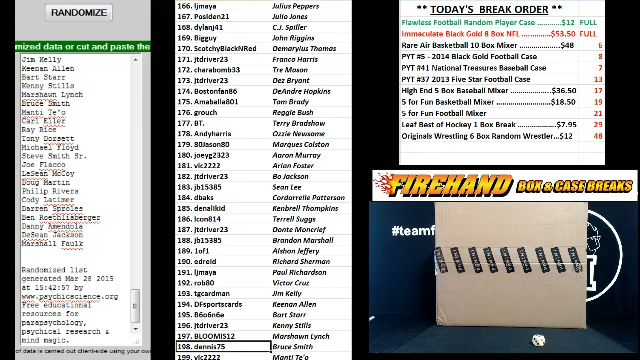 RANDOMIZE
mized data or cut and paste the
Jim Kelly
Keenan Allen
Bart Starr
Kenny Stills
Marshawn Lynch
Bruce Smith
Manti Te'o
Carl Eller
Ray Rice
Tony Dorsett
Michael Floyd
Steve Smith Sr.
Joe Flacco
LeSean McCoy
Doug Martin
Philip Rivers
Cody Latimer
Darren Sproles
Ben Roethlisberger
Danny Amendola
DeSean Jackson
Marshall Faulk
Randomized list
generated Mar 28 2015
at 15:42:57 by
www.psychicscience.org
Free educational
resources for
parapsychology,
psychical research &
mind magic.
of data is carried out client-side using your own
166. ljmaya Julius Peppers
167. Posiden21 Julio Jones
168. dylanj41 C.J. Spiller
169. Bigguy John Riggins
170. ScotchyBlackNRed Demaryius Thomas
171. jtdriver23 Franco Harris
172. charabomb33 Tre Mason
173. jtdriver23 Dez Bryant
174. Bostonfan86 DeAndre Hopkins
175. Amaballa801 Tom Brady
176. grouch Reggie Bush
177. BT. Terry Bradshaw
178. Andyharris Ozzie Newsome
179. 80Jason80 Marques Colston
180. joeyg2323 Aaron Murray
181. vlc2222 Arian Foster
182. jtdriver23 Bo Jackson
183. jb15385 Sean Lee
184. dbaks Cordarrelle Patterson
185. denalikid Kenbrell Thompkins
186. Icon814 Terrell Suggs
187. jtdriver23 Donte Moncrief
188. jb15385 Brandon Marshall
189. 1of1 Alshon Jeffery
190. edreid Richard Sherman
191. ljmaya Paul Richardson
192. rob80 Victor Cruz
193. tgcardman Jim Kelly
194. DFsportcards Keenan Allen
195. B6o6n6e Bart Starr
196. jtdriver23 Kenny Stills
197. BLOOMIS12 Marshawn Lynch
198. dennis75 Bruce Smith
199. vlc2222 Manti Te'o
** TODAY'S BREAK ORDER **
Flawless Football Random Player Case $12 FULL
Immaculate Black Gold 6 Box NFL $53.50 FULL
Rare Air Basketball 10 Box Mixer $48 6
PYT #5 - 2014 Black Gold Football Case 8
PYT #41 National Treasures Baseball Case 7
PYT #37 2013 Five Star Football Case 13
High End 5 Box Baseball Mixer $36.50 17
5 for Fun Basketball Mixer $18.50 19
5 for Fun Football Mixer 21
Leaf Best of Hockey 1 Box Break $7.95 29
Originals Wrestling 6 Box Random Wrestler $12 48
FIREHAND BOX & CASE BREAKS
#teamf